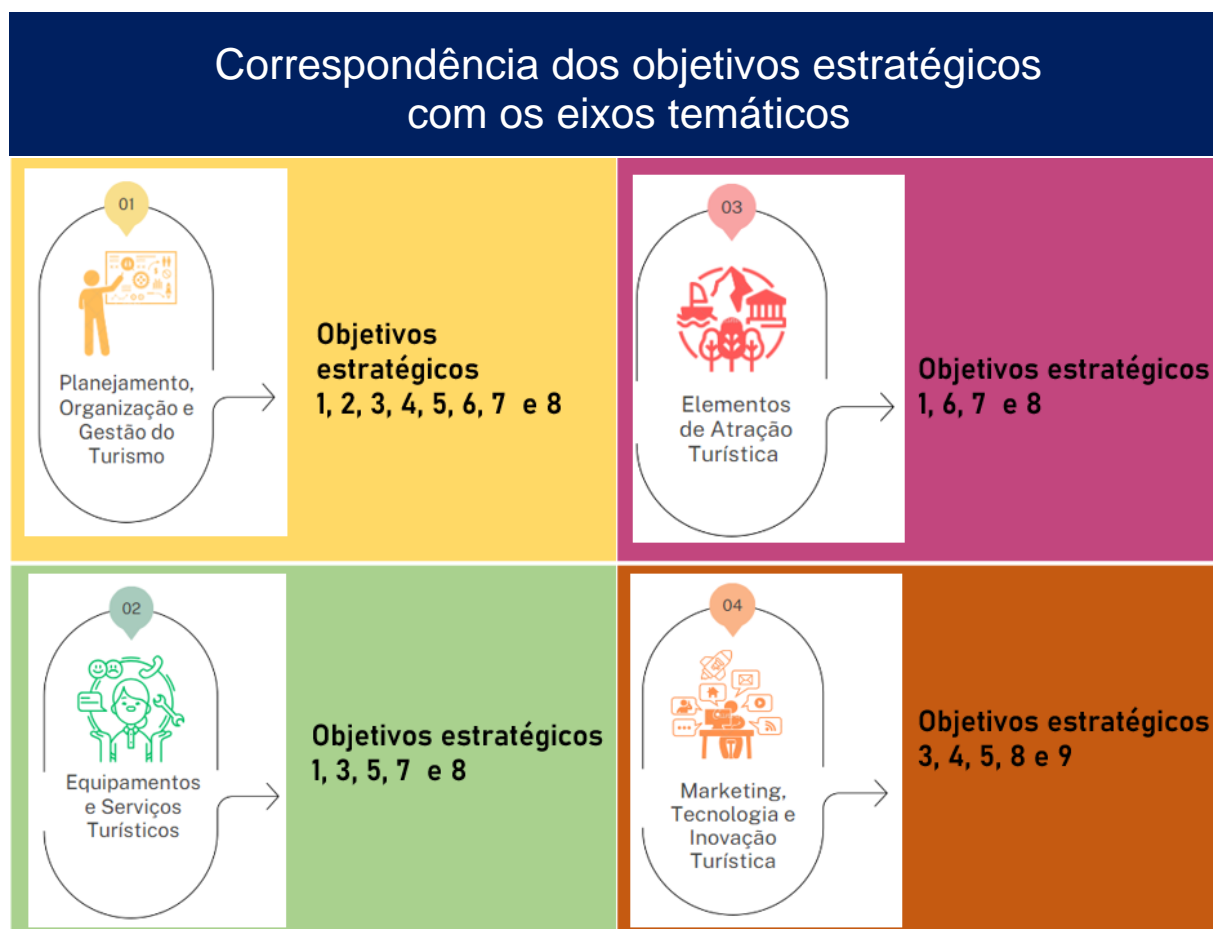 Correspondência dos objetivos estratégicos
com os eixos temáticos
01
Planejamento,
Organização e
Gestão do
Turismo
Objetivos
estratégicos
1, 2, 3, 4, 5, 6, 7 e 8
03
Elementos
de Atração
Turística
Objetivos estratégicos
1, 6, 7 e 8
02
Equipamentos
e Serviços
Turísticos
Objetivos estratégicos
1, 3, 5, 7 e 8
04
Marketing,
Tecnologia e
Inovação
Turística
Objetivos estratégicos
3, 4, 5, 8 e 9